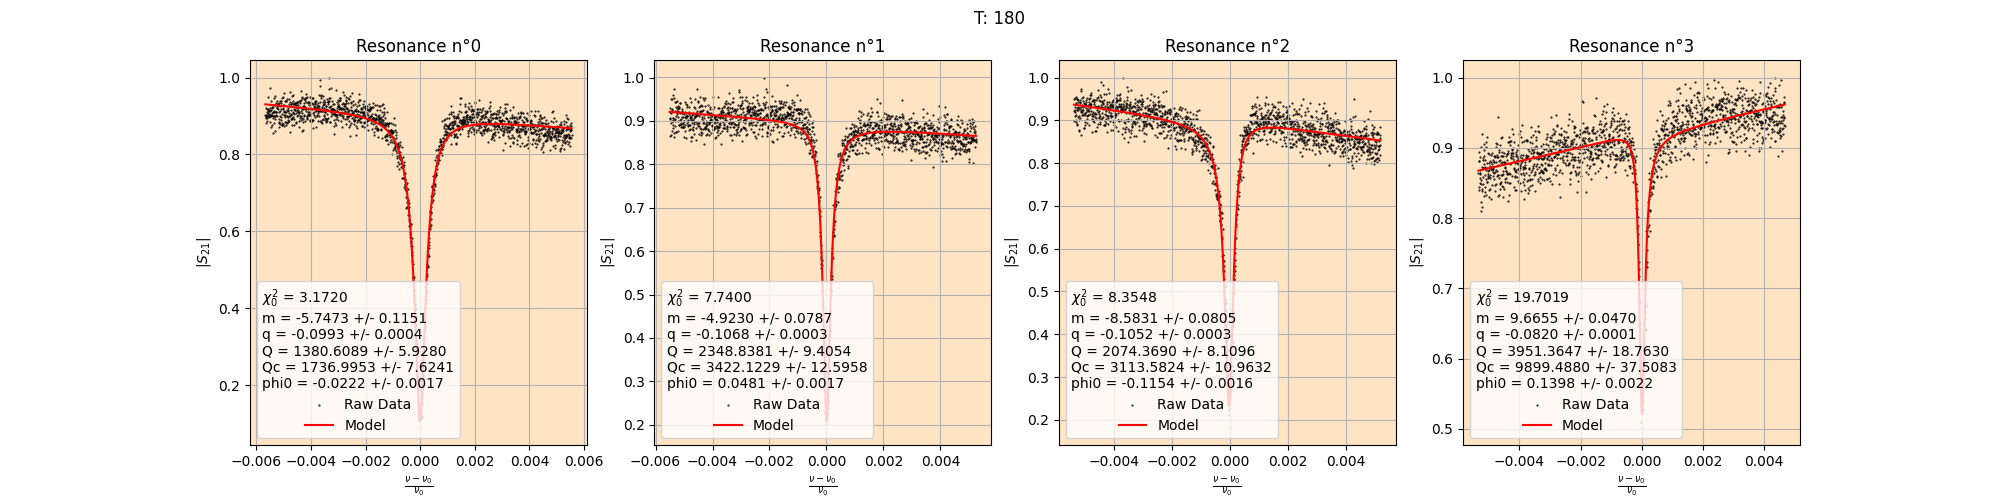 T: 180
Resonance n°0
1.0
0.8
0.6
0.4
0.2
|S21|
χ²₀ = 3.1720
m = -5.7473 +/- 0.1151
q = -0.0993 +/- 0.0004
Q = 1380.6089 +/- 5.9280
Qc = 1736.9953 +/- 7.6241
phi0 = -0.0222 +/- 0.0017
Raw Data
Model
−0.006 −0.004 −0.002 0.000 0.002 0.004 0.006
ν − ν₀
ν₀
Resonance n°1
1.0
0.9
0.8
0.7
0.6
0.5
0.4
0.3
0.2
|S21|
χ²₀ = 7.7400
m = -4.9230 +/- 0.0787
q = -0.1068 +/- 0.0003
Q = 2348.8381 +/- 9.4054
Qc = 3422.1229 +/- 12.5958
phi0 = 0.0481 +/- 0.0017
Raw Data
Model
−0.006 −0.004 −0.002 0.000 0.002 0.004
ν − ν₀
ν₀
Resonance n°2
1.0
0.9
0.8
0.7
0.6
0.5
0.4
0.3
0.2
|S21|
χ²₀ = 8.3548
m = -8.5831 +/- 0.0805
q = -0.1052 +/- 0.0003
Q = 2074.3690 +/- 8.1096
Qc = 3113.5824 +/- 10.9632
phi0 = -0.1154 +/- 0.0016
Raw Data
Model
−0.004 −0.002 0.000 0.002 0.004
ν − ν₀
ν₀
Resonance n°3
1.0
0.9
0.8
0.7
0.6
0.5
|S21|
χ²₀ = 19.7019
m = 9.6655 +/- 0.0470
q = -0.0820 +/- 0.0001
Q = 3951.3647 +/- 18.7630
Qc = 9899.4880 +/- 37.5083
phi0 = 0.1398 +/- 0.0022
Raw Data
Model
−0.004 −0.002 0.000 0.002 0.004
ν − ν₀
ν₀